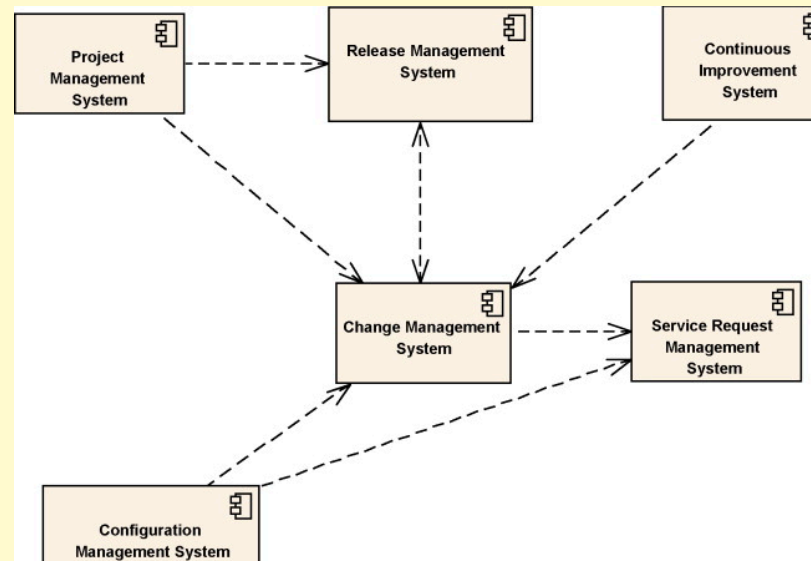 Project
Management
System
Release Management
System
Continuous
Improvement
System
Change Management
System
Service Request
Management
System
Configuration
Management System